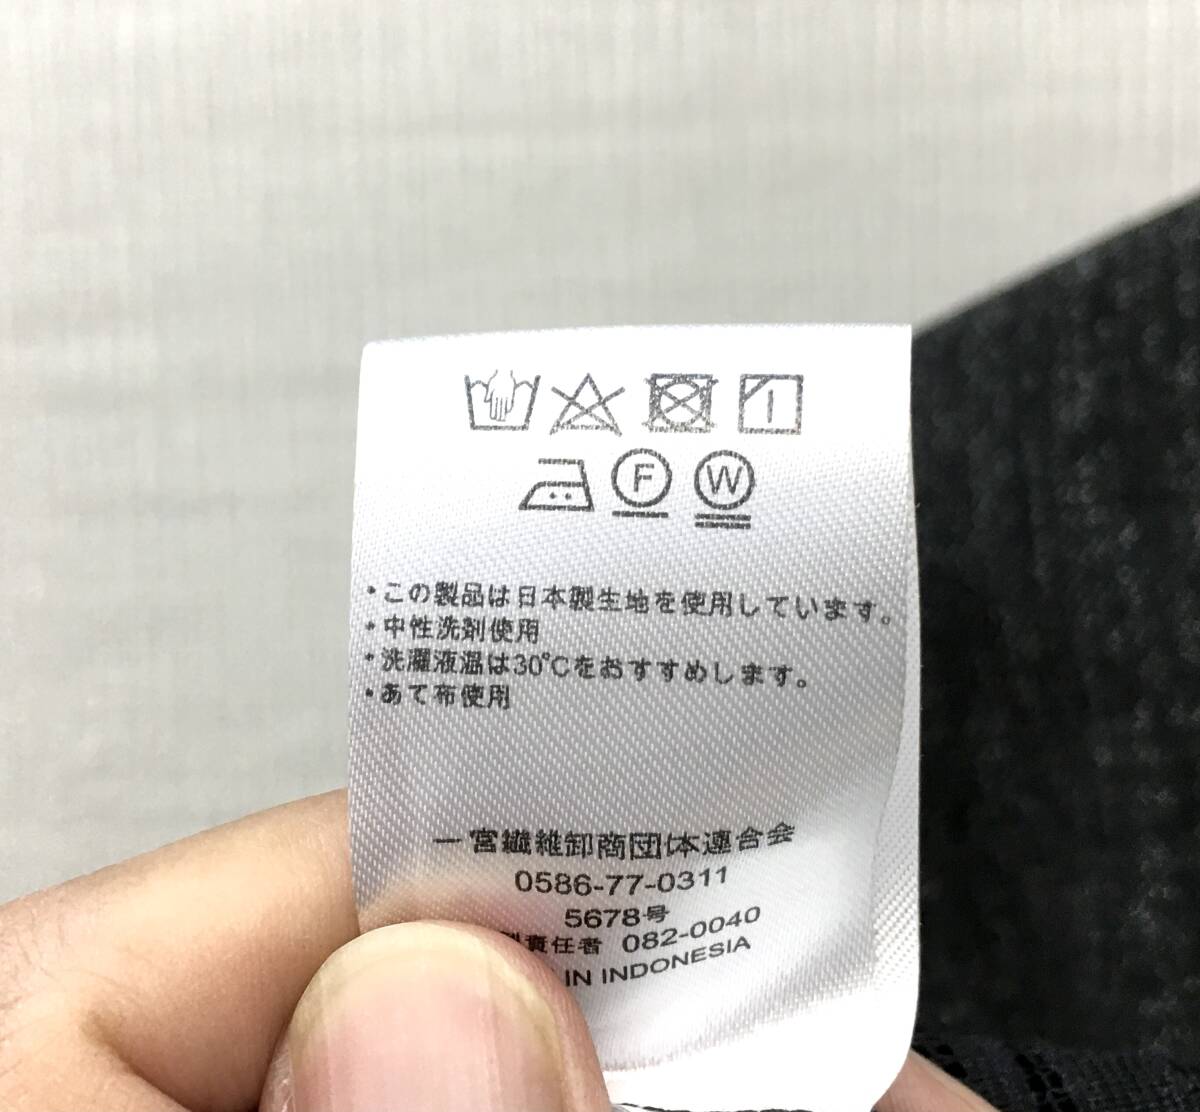 F W
・この製品は日本製生地を使用しています。
・中性洗剤使用
・洗濯液温は30℃をおすすめします。
・あて布使用
一宮繊維卸商団体連合会
0586-77-0311
5678号
責任者 082-0040
IN INDONESIA